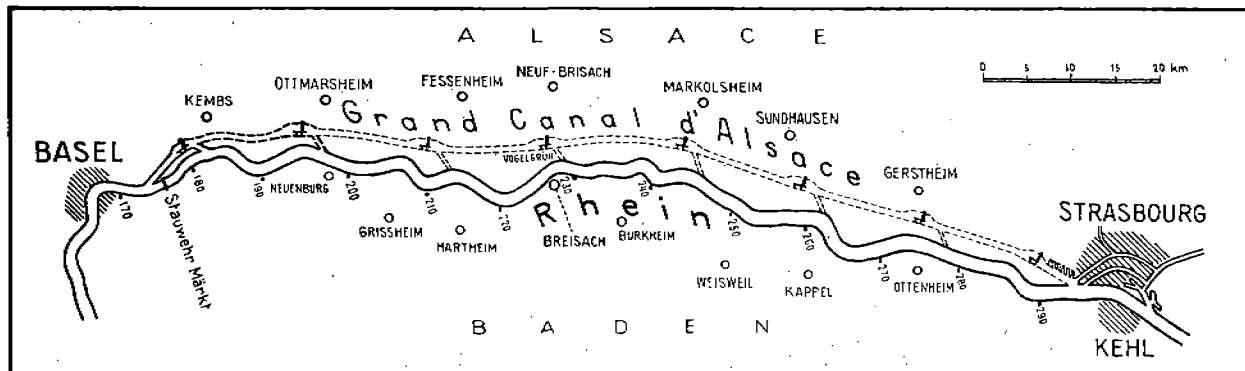 ALSACE
0 5 10 15 20 km
NEUF-BRISACH
OTTMARSHEIM
FESSENHEIM
MARKOLSHEIM
KEMBS
Grand Canal d'Alsace
SUNDHAUSEN
BASEL
VOGELGRUN
GERSTHEIM
NEUENBURG
Rhein
STRASBOURG
Stauwehr Märkt
GRISSHEIM
HARTHEIM
BREISACH
BURKHEIM
WEISWEIL
KAPPEL
OTTENHEIM
170
180
190
200
210
220
230
240
250
260
270
280
290
BADEN
KEHL